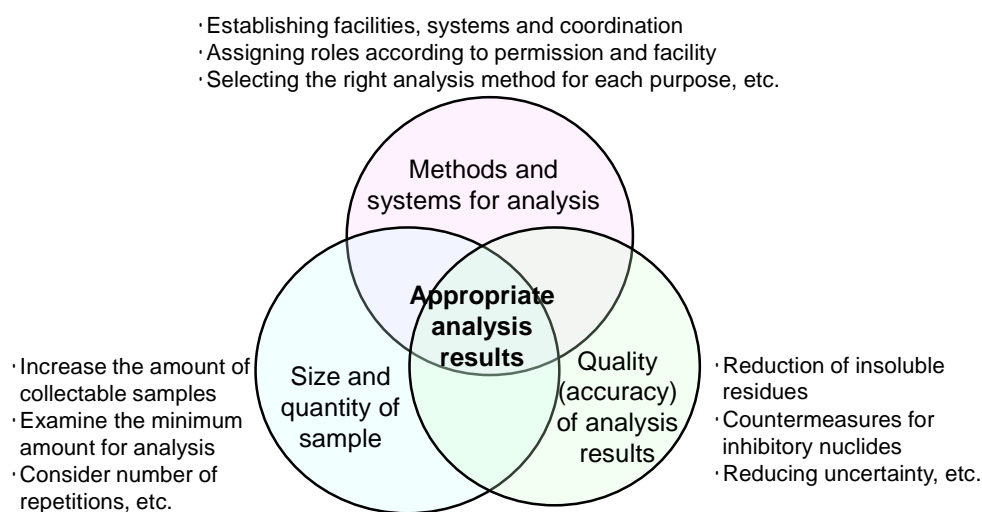 ·Establishing facilities, systems and coordination
·Assigning roles according to permission and facility
·Selecting the right analysis method for each purpose, etc.
Methods and
systems for analysis
Appropriate
analysis
results
·Increase the amount of
collectable samples
·Examine the minimum
amount for analysis
·Consider number of
repetitions, etc.
Size and
quantity of
sample
Quality
(accuracy)
of analysis
results
·Reduction of insoluble
residues
·Countermeasures for
inhibitory nuclides
·Reducing uncertainty, etc.